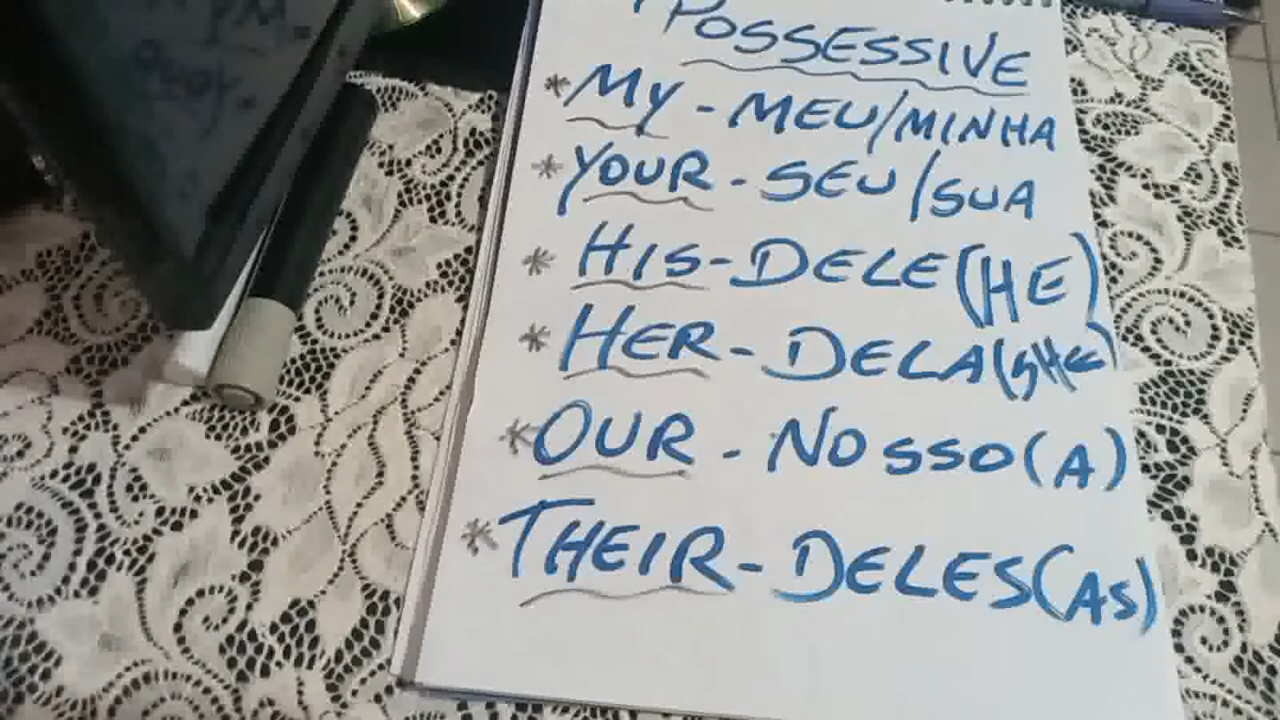 POSSESSIVE
* MY - MEU/MINHA
* YOUR - SEU/SUA
* HIS - DELE (HE)
* HER - DELA (SHE)
* OUR - NOSSO(A)
* THEIR - DELES(AS)